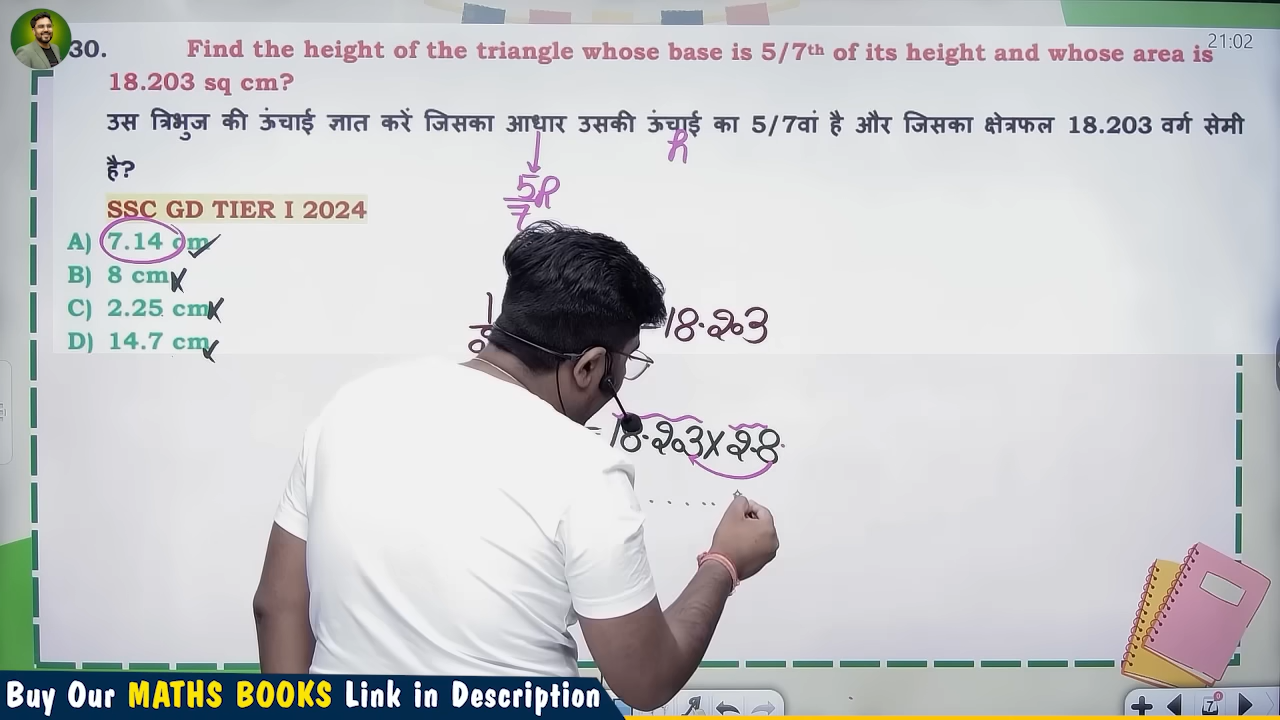 21:02
30. Find the height of the triangle whose base is 5/7th of its height and whose area is
18.203 sq cm?
उस त्रिभुज की ऊंचाई ज्ञात करें जिसका आधार उसकी ऊंचाई का 5/7वां है और जिसका क्षेत्रफल 18.203 वर्ग सेमी
है?
h
5/7 h
SSC GD TIER I 2024
A) 7.14 cm
B) 8 cm
C) 2.25 cm
D) 14.7 cm
18.203
= 18.203 x 2.8
Buy Our MATHS BOOKS Link in Description